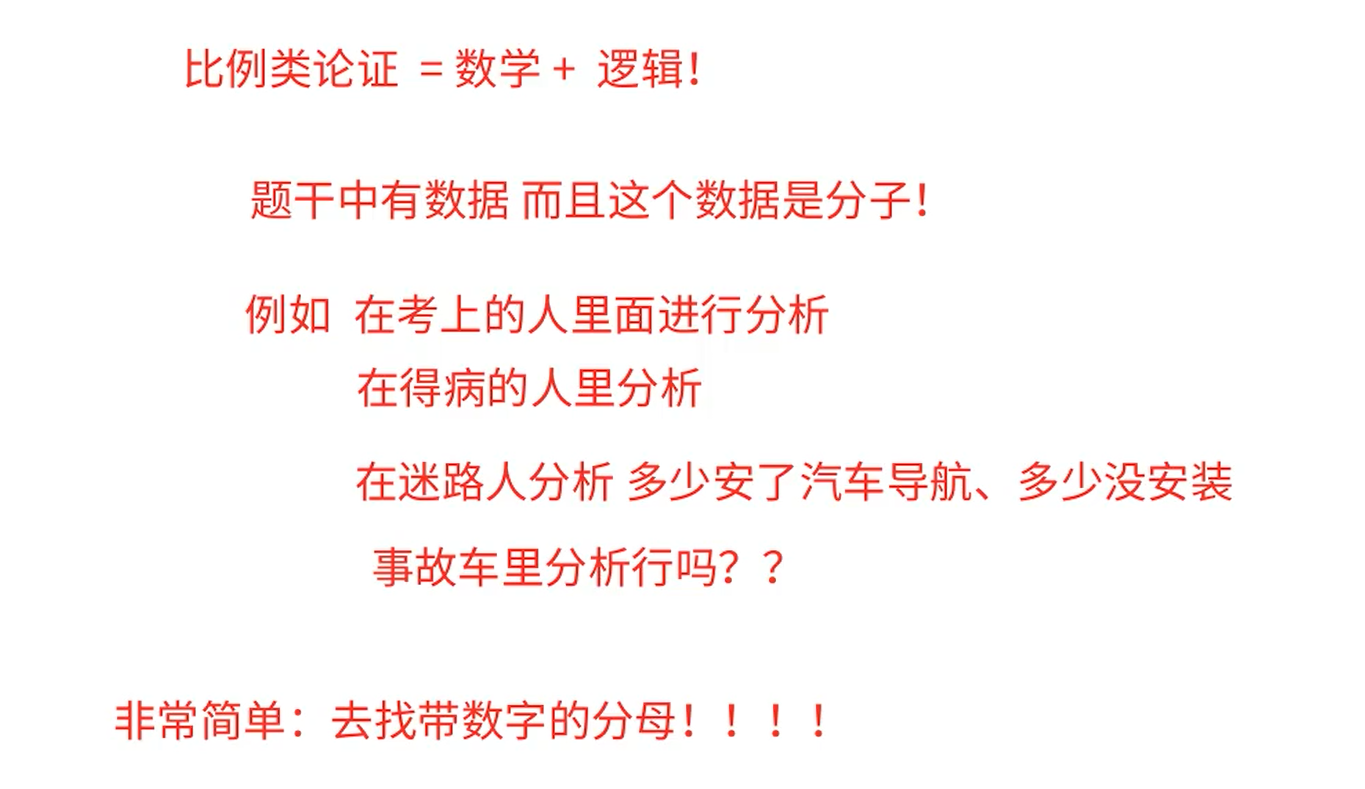 比例类论证 = 数学 + 逻辑！
题干中有数据 而且这个数据是分子！
例如 在考上的人里面进行分析
在得病的人里分析
在迷路人分析 多少安了汽车导航、多少没安装
事故车里分析行吗？？
非常简单：去找带数字的分母！！！！